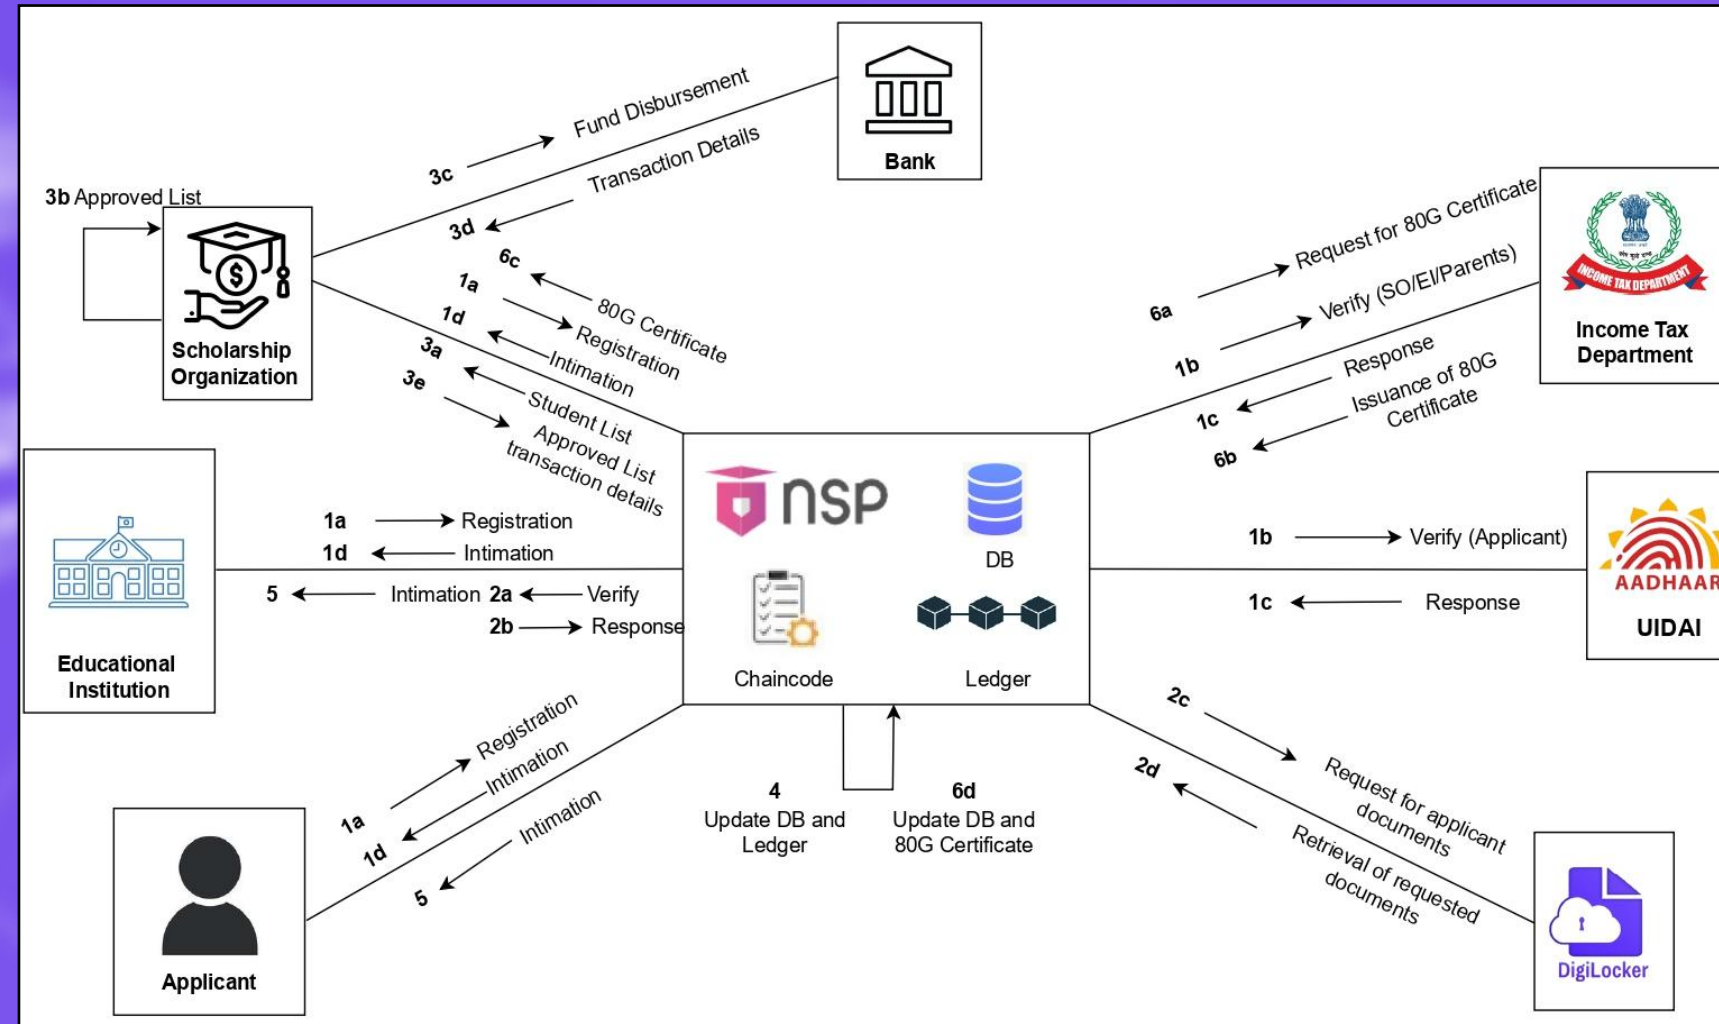 Bank
3c
Fund Disbursement
3d
Transaction Details
3b Approved List
Scholarship
Organization
6c
80G Certificate
1a
Registration
1d
Intimation
3a
Student List
3e
Approved List
transaction details
6a
Request for 80G Certificate
1b
Verify (SO/EI/Parents)
1c
Response
6b
Issuance of 80G
Certificate
INCOME TAX DEPARTMENT
Income Tax
Department
Educational
Institution
1a
Registration
1d
Intimation
5
Intimation
2a
Verify
2b
Response
nsp
DB
Chaincode
Ledger
1b
Verify (Applicant)
1c
Response
AADHAAR
UIDAI
Applicant
1a
Registration
1d
Intimation
5
Intimation
4
Update DB and
Ledger
6d
Update DB and
80G Certificate
2c
Request for applicant
documents
2d
Retrieval of requested
documents
DigiLocker